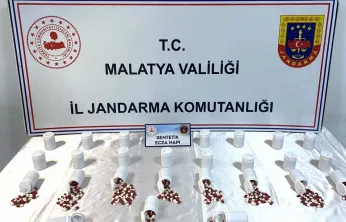 T.C.
MALATYA VALİLİĞİ
İL JANDARMA KOMUTANLIĞI
JANDARMA
SENTETİK
ECZA HAPI